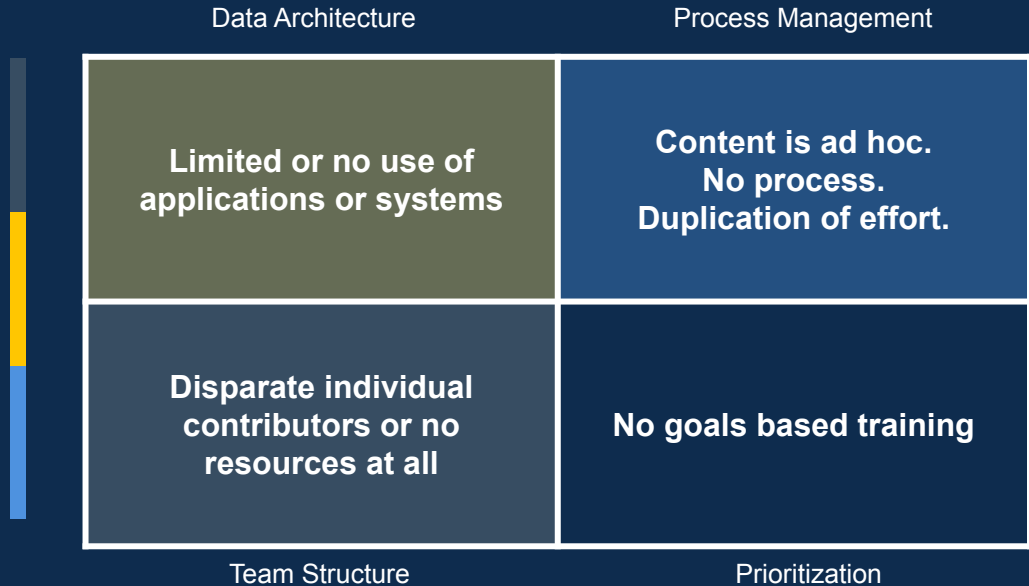 Data Architecture
Process Management
Limited or no use of
applications or systems
Content is ad hoc.
No process.
Duplication of effort.
Disparate individual
contributors or no
resources at all
No goals based training
Team Structure
Prioritization